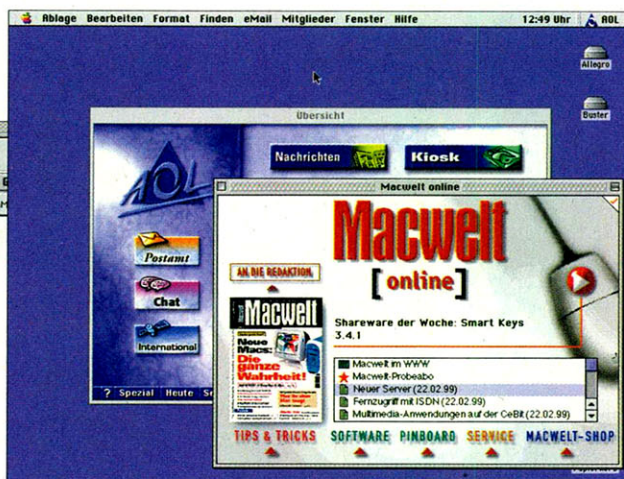 Ablage Bearbeiten Format Finden eMail Mitglieder Fenster Hilfe 12:49 Uhr AOL
Allegro
Buster
Übersicht
AOL
Nachrichten
Kiosk
Postamt
Chat
International
? Spezial Heute
Macwelt online
Macwelt
[online]
AN DIE REDAKTION
Macwelt
Neue
Macs:
Die
ganze
Wahrheit!
Shareware der Woche: Smart Keys
3.4.1
Macwelt im WWW
Macwelt-Probeabo
Neuer Server (22.02.99)
Fernzugriff mit ISDN (22.02.99)
Multimedia-Anwendungen auf der CeBit (22.02.99)
TIPS & TRICKS SOFTWARE PINBOARD SERVICE MACWELT-SHOP